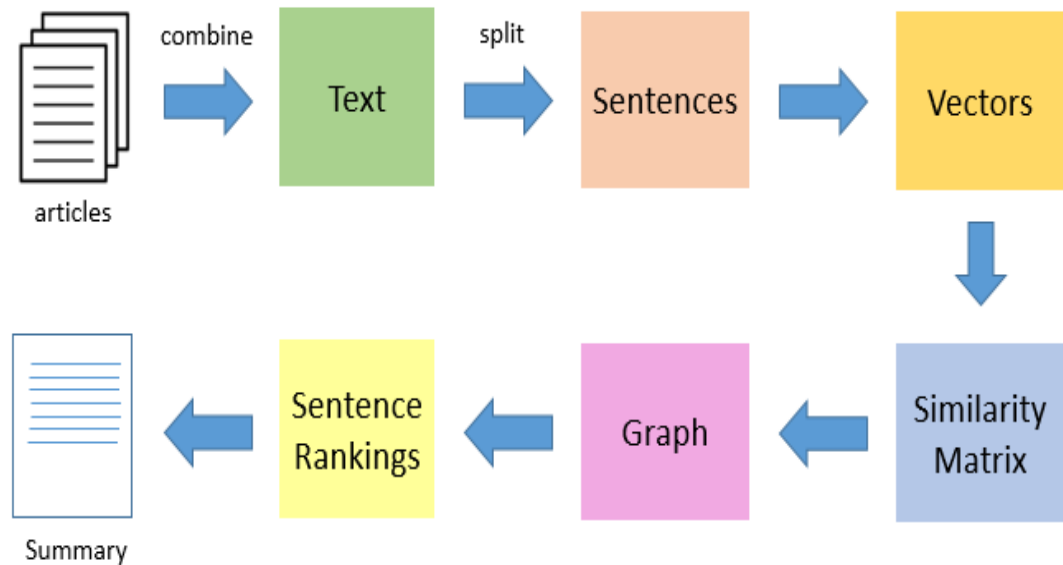 combine
split
Text
Sentences
Vectors
articles
Sentence
Rankings
Graph
Similarity
Matrix
Summary